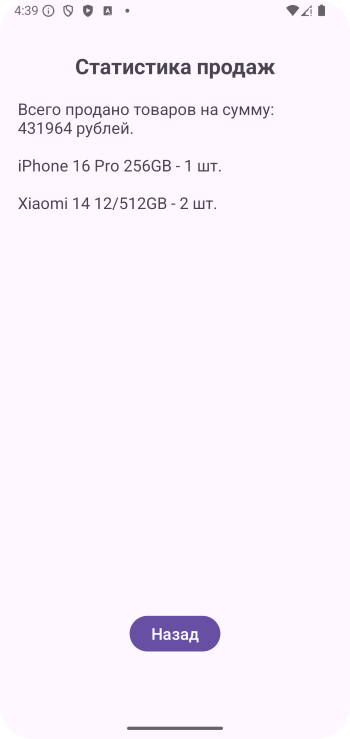 4:39
Статистика продаж
Всего продано товаров на сумму:
431964 рублей.
iPhone 16 Pro 256GB - 1 шт.
Xiaomi 14 12/512GB - 2 шт.
Назад